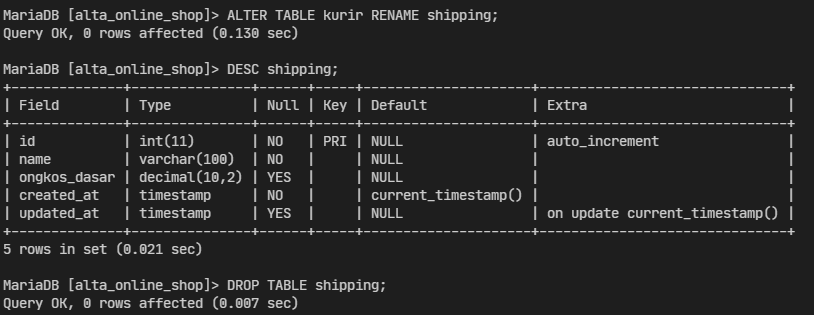 MariaDB [alta_online_shop]> ALTER TABLE kurir RENAME shipping;
Query OK, 0 rows affected (0.130 sec)
MariaDB [alta_online_shop]> DESC shipping;
+--------------+---------------+------+-----+---------------------+-------------------------------+
| Field        | Type          | Null | Key | Default             | Extra                         |
+--------------+---------------+------+-----+---------------------+-------------------------------+
| id           | int(11)       | NO   | PRI | NULL                | auto_increment                |
| name         | varchar(100)  | NO   |     | NULL                |                               |
| ongkos_dasar | decimal(10,2) | YES  |     | NULL                |                               |
| created_at   | timestamp     | NO   |     | current_timestamp() |                               |
| updated_at   | timestamp     | YES  |     | NULL                | on update current_timestamp() |
+--------------+---------------+------+-----+---------------------+-------------------------------+
5 rows in set (0.021 sec)
MariaDB [alta_online_shop]> DROP TABLE shipping;
Query OK, 0 rows affected (0.007 sec)